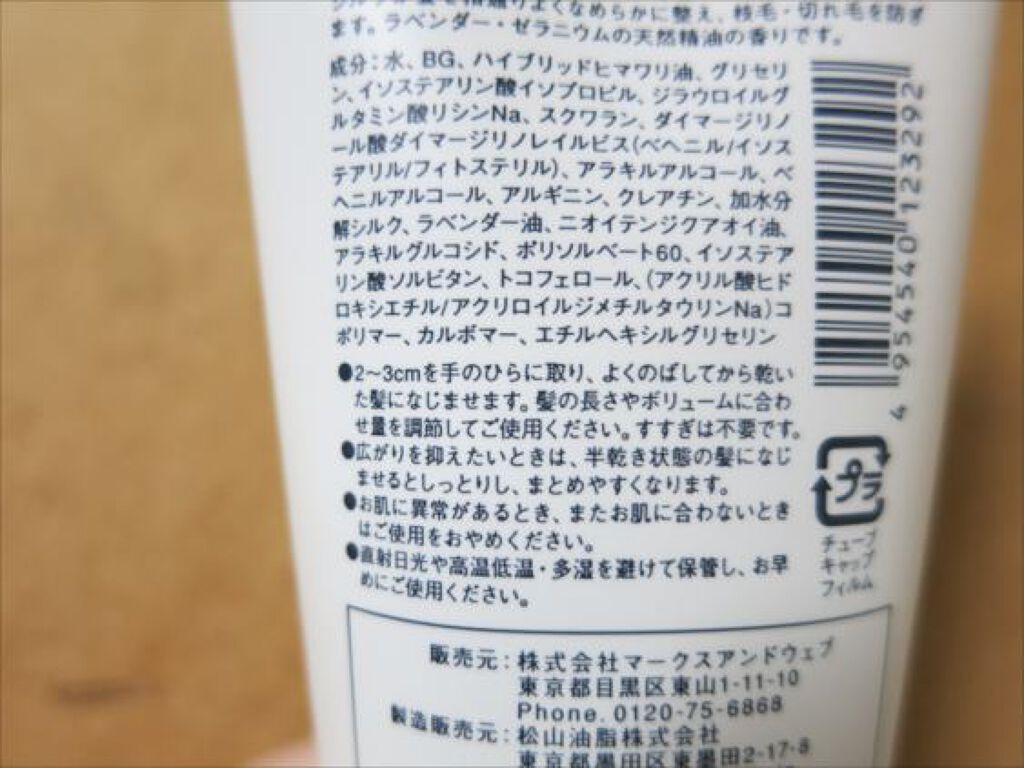 よくなめらかに整え、枝毛・切れ毛を防ぎ
ます。ラベンダー・ゼラニウムの天然精油の香りです。
成分:水、BG、ハイブリッドヒマワリ油、グリセリ
ン、イソステアリン酸イソプロピル、ジラウロイルグ
ルタミン酸リシンNa、スクワラン、ダイマージリノ
ール酸ダイマージリノレイルビス(ベヘニル/イソス
テアリル/フィトステリル)、アラキルアルコール、ベ
ヘニルアルコール、アルギニン、クレアチン、加水分
解シルク、ラベンダー油、ニオイテンジクアオイ油、
アラキルグルコシド、ポリソルベート60、イソステア
リン酸ソルビタン、トコフェロール、(アクリル酸ヒド
ロキシエチル/アクリロイルジメチルタウリンNa)コ
ポリマー、カルボマー、エチルヘキシルグリセリン
●2〜3cmを手のひらに取り、よくのばしてから乾い
た髪になじませます。髪の長さやボリュームに合わ
せ量を調節してご使用ください。すすぎは不要です。
●広がりを抑えたいときは、半乾き状態の髪になじ
ませるとしっとりし、まとめやすくなります。
●お肌に異常があるとき、またお肌に合わないとき
はご使用をおやめください。
●直射日光や高温低温・多湿を避けて保管し、お早
めにご使用ください。
4 954540 123292
プラ
チューブ
キャップ
フィルム
販売元:株式会社マークスアンドウェブ
東京都目黒区東山1-11-10
Phone. 0120-75-6868
製造販売元:松山油脂株式会社
東京都墨田区東墨田2-17-8